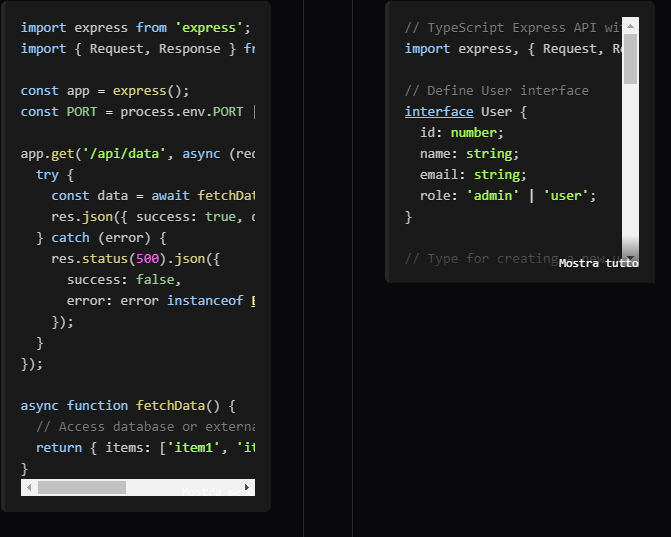 import express from 'express';
import { Request, Response } fr
const app = express();
const PORT = process.env.PORT |
app.get('/api/data', async (req
try {
const data = await fetchDat
res.json({ success: true, d
} catch (error) {
res.status(500).json({
success: false,
error: error instanceof E
});
}
});
async function fetchData() {
// Access database or externa
return { items: ['item1', 'it
}
// TypeScript Express API wit
import express, { Request, Re
// Define User interface
interface User {
id: number;
name: string;
email: string;
role: 'admin' | 'user';
}
// Type for creating a new u
Mostra tutto